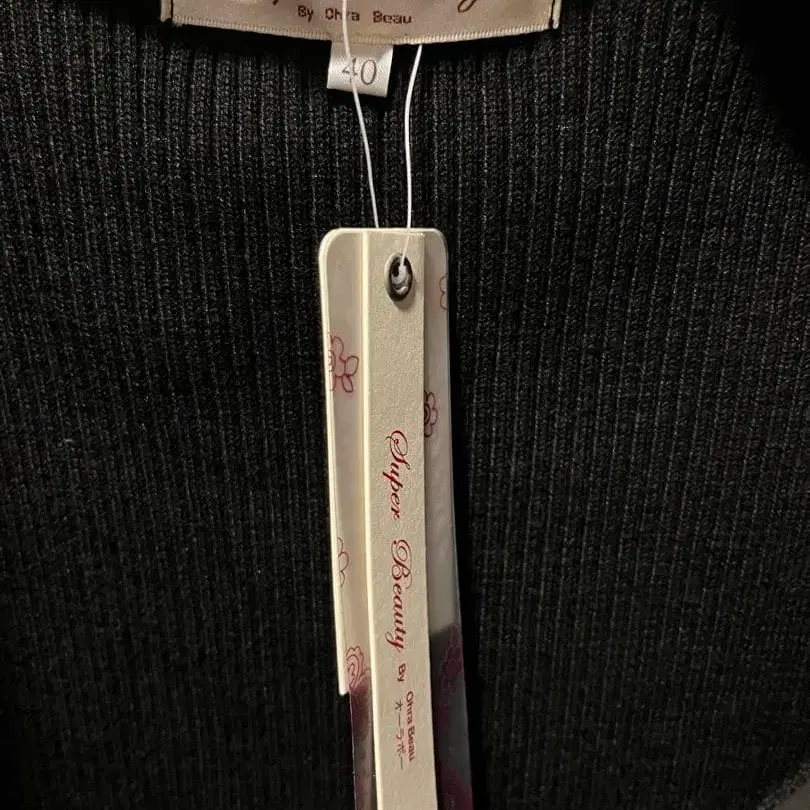 By Ohra Beau
40
Super Beauty By Ohra Beau
オーラボー